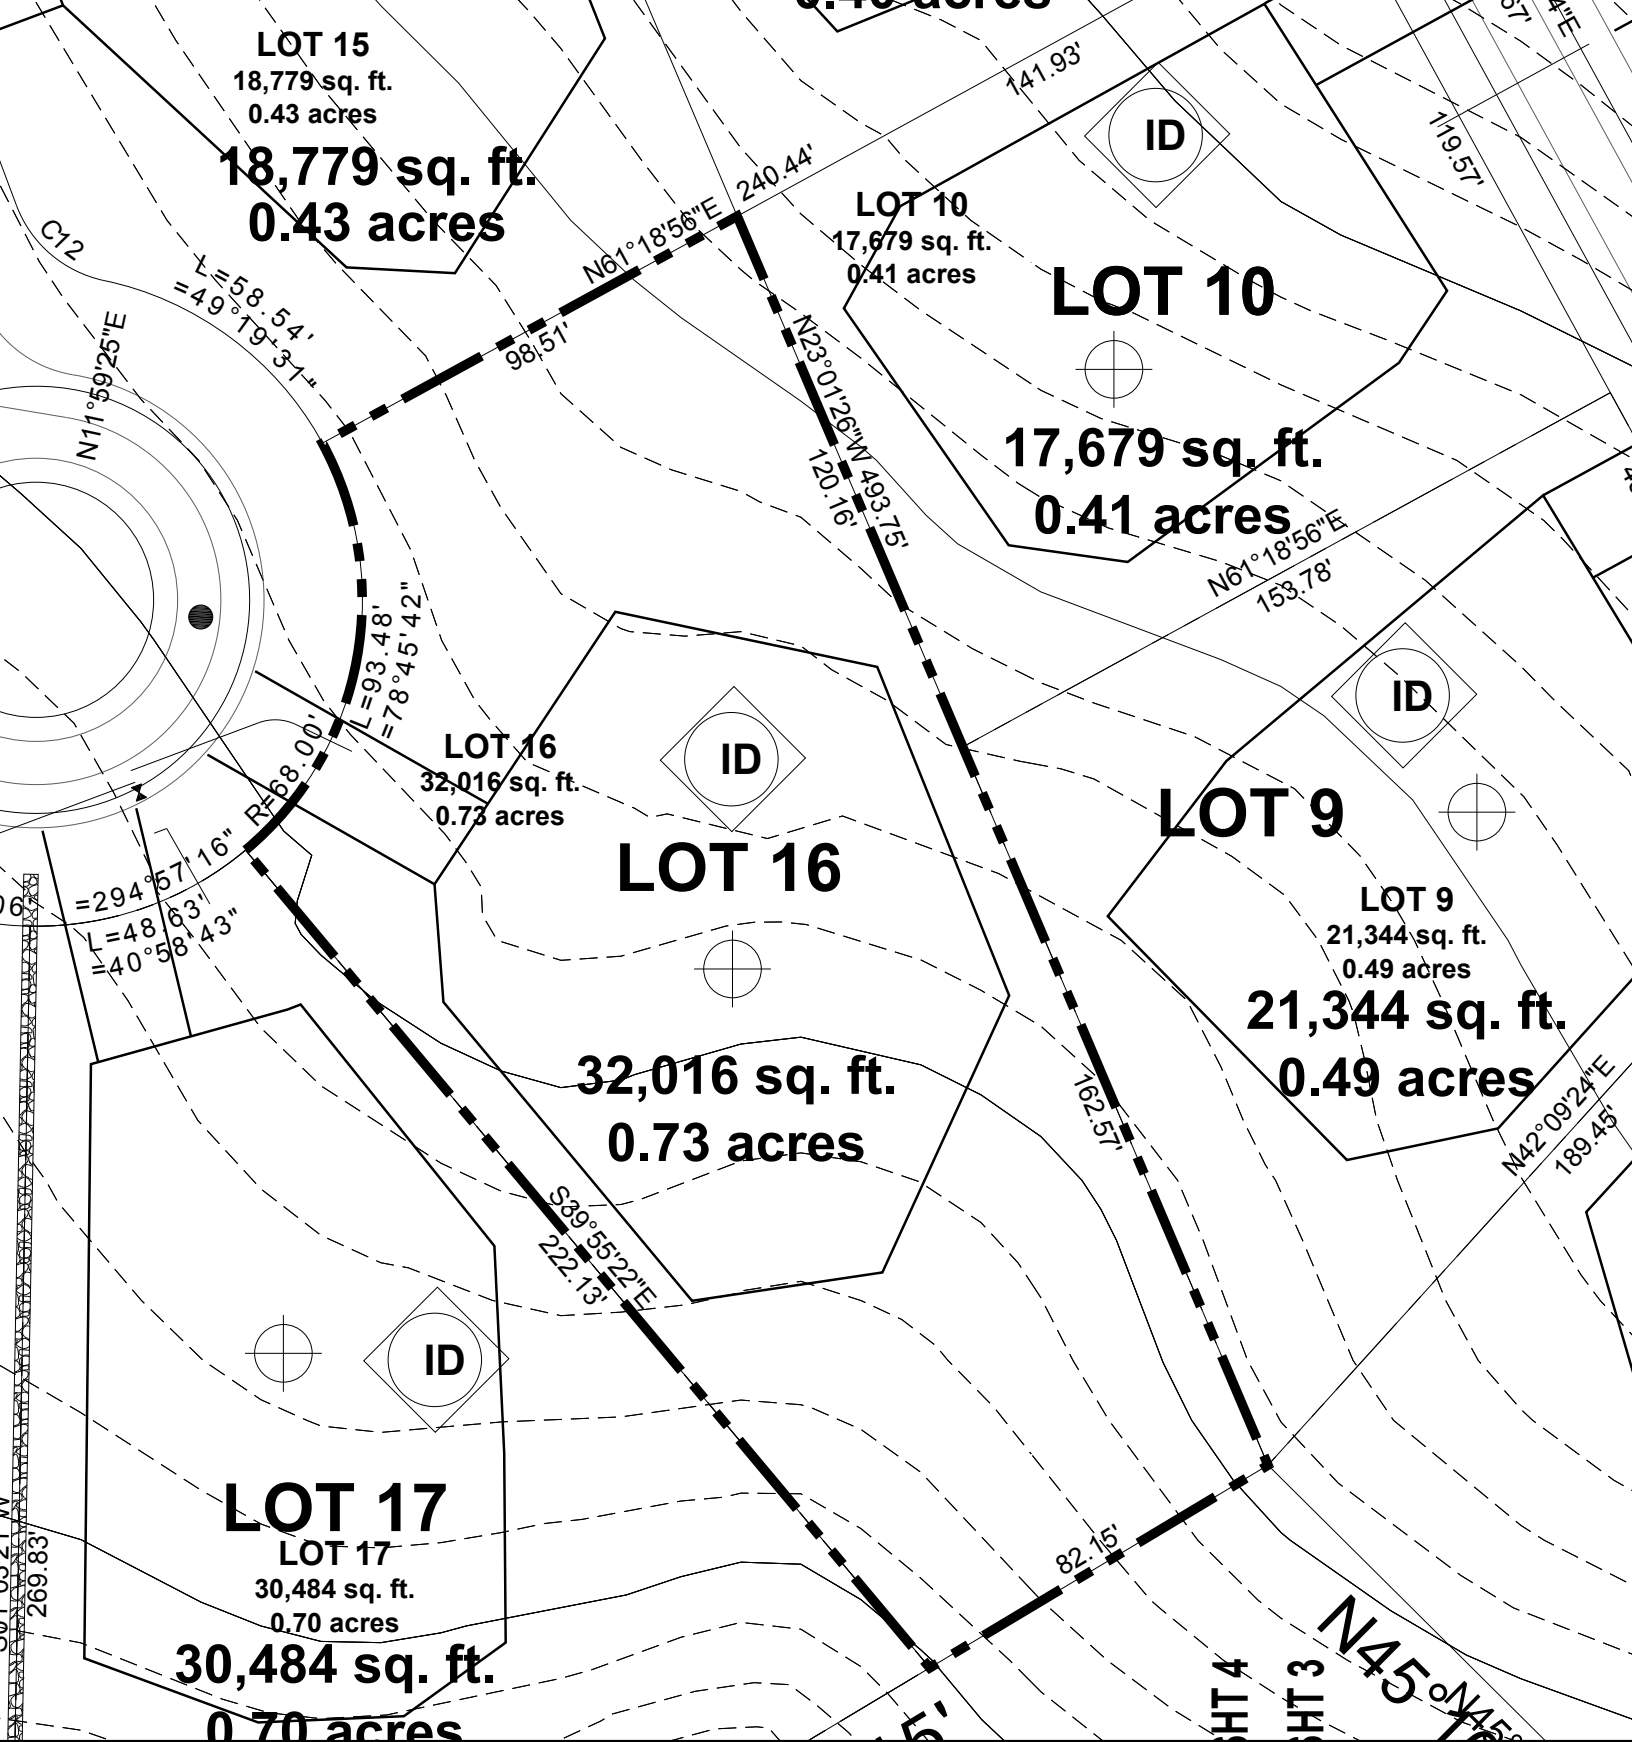 0.40 acres
LOT 15
18,779 sq. ft.
0.43 acres
18,779 sq. ft.
0.43 acres
141.93'
119.57'
240.44'
N61°18'56"E
98.51'
C12
L=58.54'
=49°19'31"
N11°59'25"E
LOT 10
17,679 sq. ft.
0.41 acres
ID
LOT 10
17,679 sq. ft.
0.41 acres
N23°01'26"W 493.75'
120.16'
N61°18'56"E
153.78'
L=93.48'
=78°45'42"
R=68.00'
=294°57'16"
L=48.63'
=40°58'43"
LOT 16
32,016 sq. ft.
0.73 acres
ID
LOT 16
32,016 sq. ft.
0.73 acres
ID
LOT 9
LOT 9
21,344 sq. ft.
0.49 acres
21,344 sq. ft.
0.49 acres
N42°09'24"E
189.45'
162.57'
S39°55'22"E
222.13'
ID
LOT 17
LOT 17
30,484 sq. ft.
0.70 acres
30,484 sq. ft.
0.70 acres
269.83'
82.15'
SHT 4
SHT 3
N45°
N45°